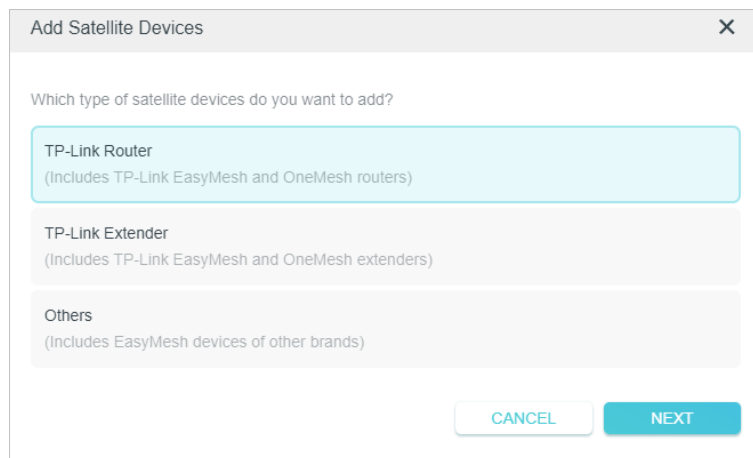 Add Satellite Devices
Which type of satellite devices do you want to add?
TP-Link Router
(Includes TP-Link EasyMesh and OneMesh routers)
TP-Link Extender
(Includes TP-Link EasyMesh and OneMesh extenders)
Others
(Includes EasyMesh devices of other brands)
CANCEL NEXT